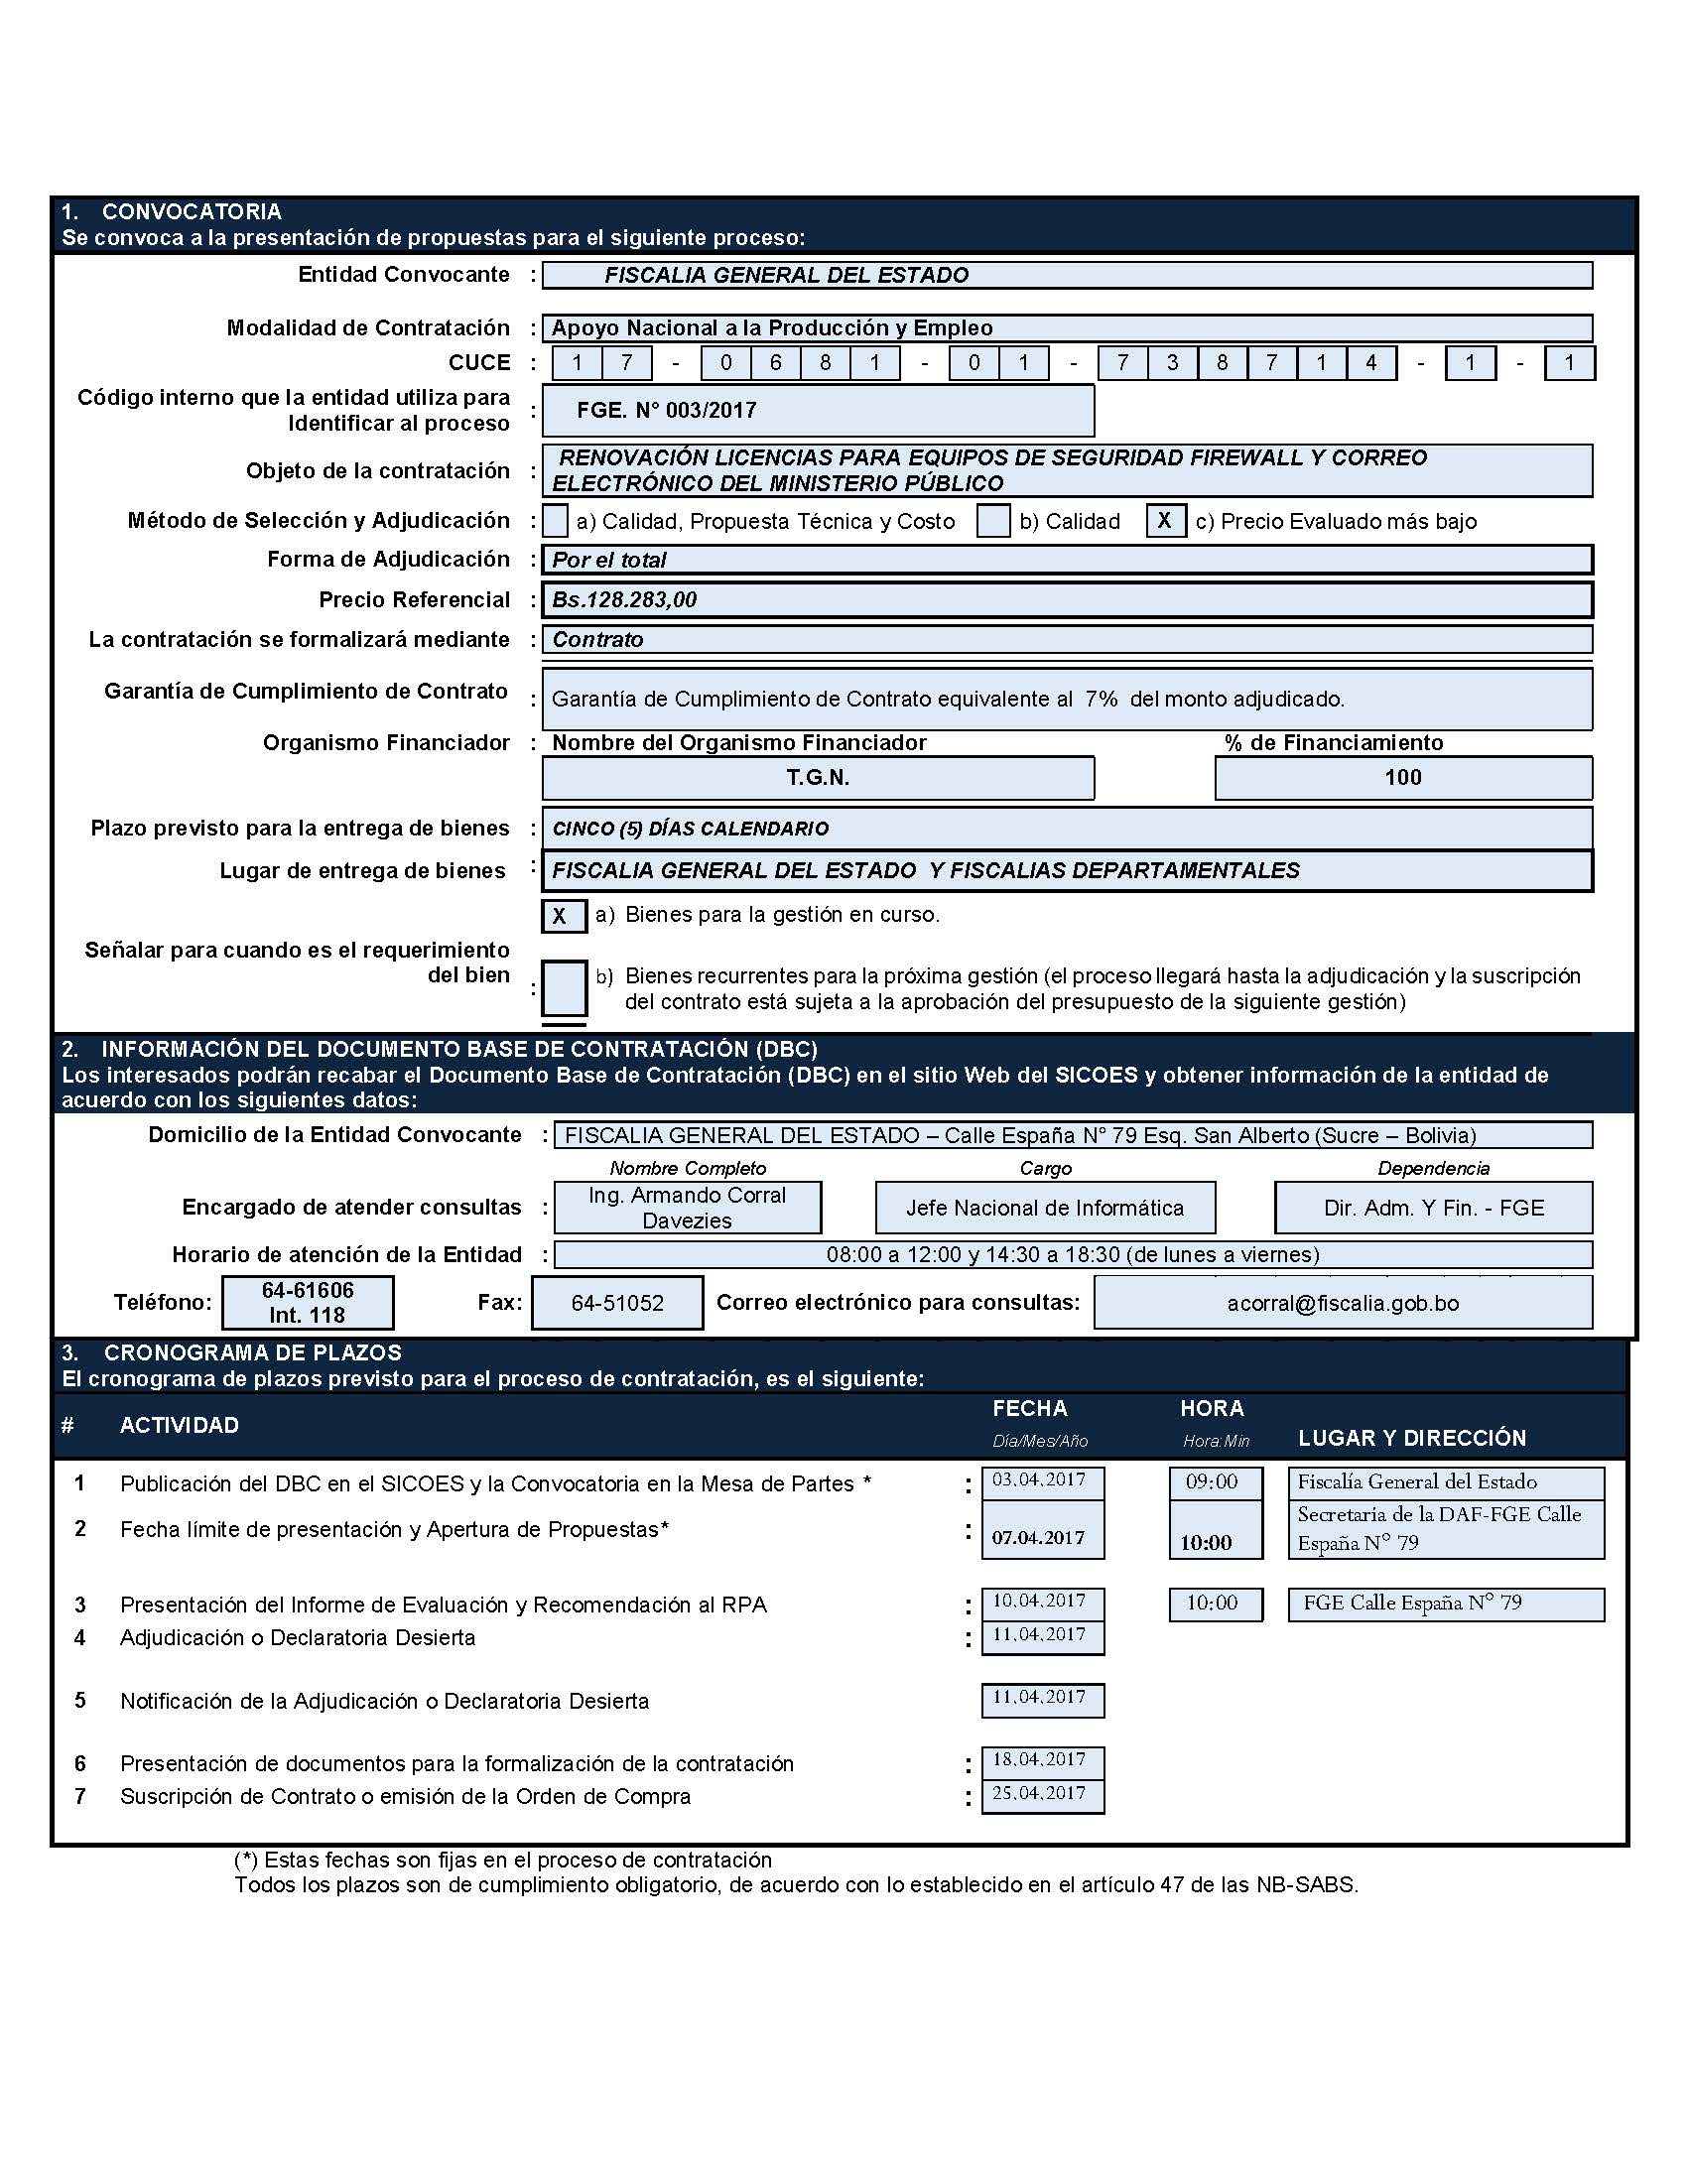 1. CONVOCATORIA
Se convoca a la presentación de propuestas para el siguiente proceso:
Entidad Convocante : FISCALIA GENERAL DEL ESTADO
Modalidad de Contratación : Apoyo Nacional a la Producción y Empleo
CUCE : 1 7 - 0 6 8 1 - 0 1 - 7 3 8 7 1 4 - 1 - 1
Código interno que la entidad utiliza para
Identificar al proceso : FGE. N° 003/2017
Objeto de la contratación : RENOVACIÓN LICENCIAS PARA EQUIPOS DE SEGURIDAD FIREWALL Y CORREO
ELECTRÓNICO DEL MINISTERIO PÚBLICO
Método de Selección y Adjudicación : a) Calidad, Propuesta Técnica y Costo b) Calidad X c) Precio Evaluado más bajo
Forma de Adjudicación : Por el total
Precio Referencial : Bs.128.283,00
La contratación se formalizará mediante : Contrato
Garantía de Cumplimiento de Contrato : Garantía de Cumplimiento de Contrato equivalente al 7% del monto adjudicado.
Organismo Financiador : Nombre del Organismo Financiador % de Financiamiento
T.G.N. 100
Plazo previsto para la entrega de bienes : CINCO (5) DÍAS CALENDARIO
Lugar de entrega de bienes : FISCALIA GENERAL DEL ESTADO Y FISCALIAS DEPARTAMENTALES
X a) Bienes para la gestión en curso.
Señalar para cuando es el requerimiento
del bien : b) Bienes recurrentes para la próxima gestión (el proceso llegará hasta la adjudicación y la suscripción
del contrato está sujeta a la aprobación del presupuesto de la siguiente gestión)
2. INFORMACIÓN DEL DOCUMENTO BASE DE CONTRATACIÓN (DBC)
Los interesados podrán recabar el Documento Base de Contratación (DBC) en el sitio Web del SICOES y obtener información de la entidad de
acuerdo con los siguientes datos:
Domicilio de la Entidad Convocante : FISCALIA GENERAL DEL ESTADO – Calle España N° 79 Esq. San Alberto (Sucre – Bolivia)
Nombre Completo Cargo Dependencia
Encargado de atender consultas : Ing. Armando Corral
Davezies Jefe Nacional de Informática Dir. Adm. Y Fin. - FGE
Horario de atención de la Entidad : 08:00 a 12:00 y 14:30 a 18:30 (de lunes a viernes)
Teléfono: 64-61606
Int. 118 Fax: 64-51052 Correo electrónico para consultas: acorral@fiscalia.gob.bo
3. CRONOGRAMA DE PLAZOS
El cronograma de plazos previsto para el proceso de contratación, es el siguiente:
# ACTIVIDAD FECHA HORA LUGAR Y DIRECCIÓN
Día/Mes/Año Hora:Min
1 Publicación del DBC en el SICOES y la Convocatoria en la Mesa de Partes * : 03.04.2017 09:00 Fiscalía General del Estado
2 Fecha límite de presentación y Apertura de Propuestas* : 07.04.2017 10:00 Secretaria de la DAF-FGE Calle
España N° 79
3 Presentación del Informe de Evaluación y Recomendación al RPA : 10.04.2017 10:00 FGE Calle España N° 79
4 Adjudicación o Declaratoria Desierta : 11.04.2017
5 Notificación de la Adjudicación o Declaratoria Desierta 11.04.2017
6 Presentación de documentos para la formalización de la contratación : 18.04.2017
7 Suscripción de Contrato o emisión de la Orden de Compra : 25.04.2017
(*) Estas fechas son fijas en el proceso de contratación
Todos los plazos son de cumplimiento obligatorio, de acuerdo con lo establecido en el artículo 47 de las NB-SABS.